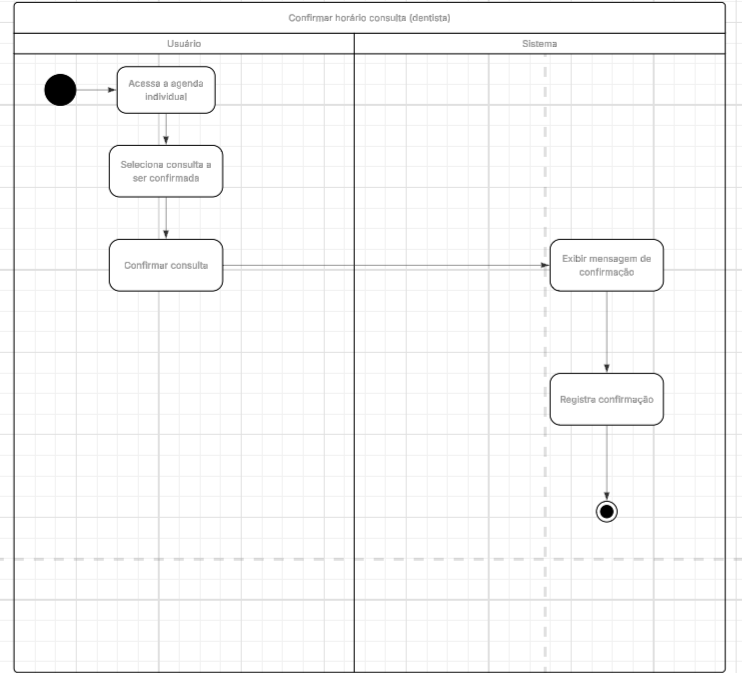 Confirmar horário consulta (dentista)
Usuário
Sistema
Acessa a agenda
individual
Seleciona consulta a
ser confirmada
Confirmar consulta
Exibir mensagem de
confirmação
Registra confirmação